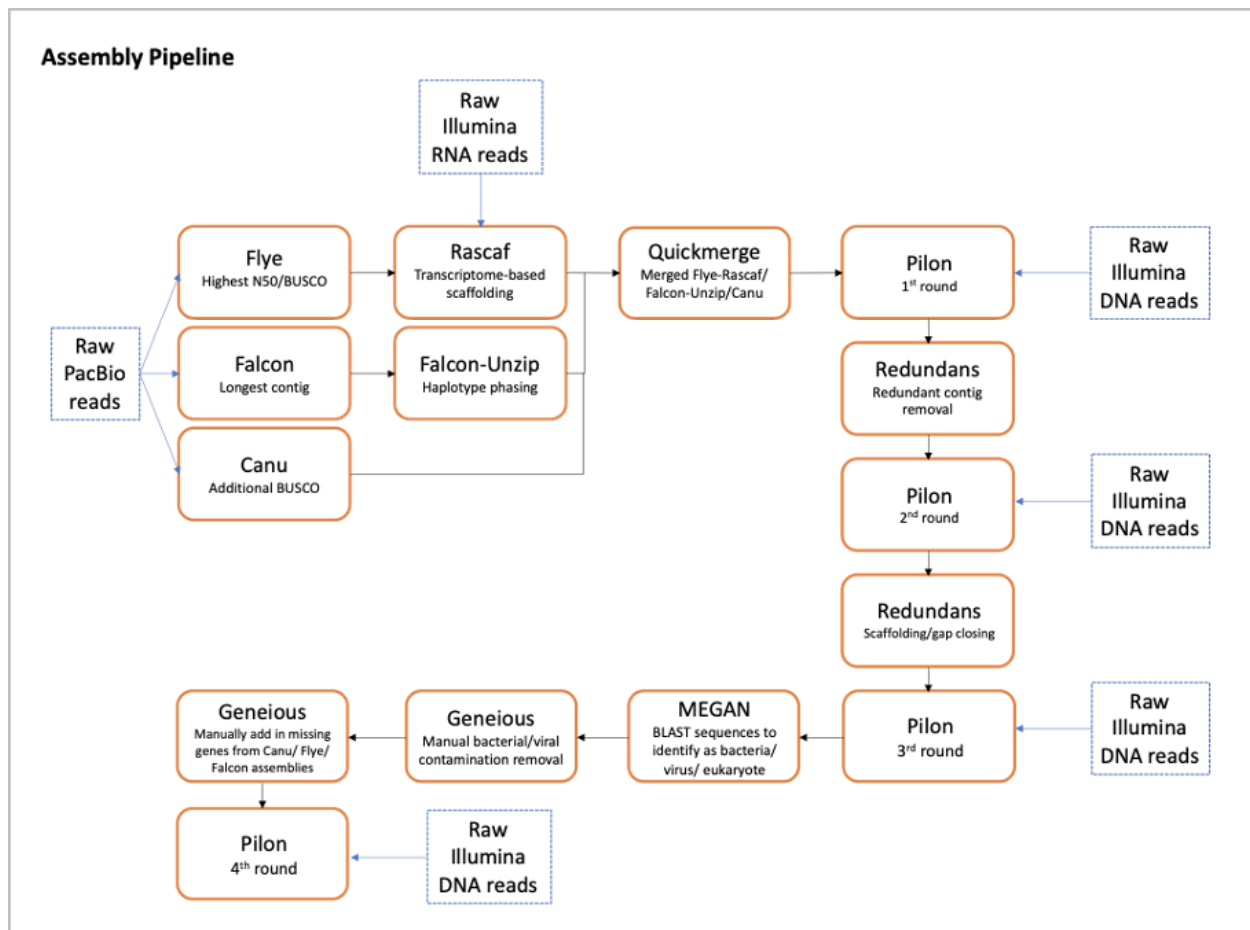 Assembly Pipeline
Raw
Illumina
RNA reads
Flye
Highest N50/BUSCO
Rascaf
Transcriptome-based
scaffolding
Quickmerge
Merged Flye-Rascaf/
Falcon-Unzip/Canu
Pilon
1st round
Raw
Illumina
DNA reads
Raw
PacBio
reads
Falcon
Longest contig
Falcon-Unzip
Haplotype phasing
Redundans
Redundant contig
removal
Canu
Additional BUSCO
Pilon
2nd round
Raw
Illumina
DNA reads
Redundans
Scaffolding/gap closing
Geneious
Manually add in missing
genes from Canu/ Flye/
Falcon assemblies
Geneious
Manual bacterial/viral
contamination removal
MEGAN
BLAST sequences to
identify as bacteria/
virus/ eukaryote
Pilon
3rd round
Raw
Illumina
DNA reads
Pilon
4th round
Raw
Illumina
DNA reads